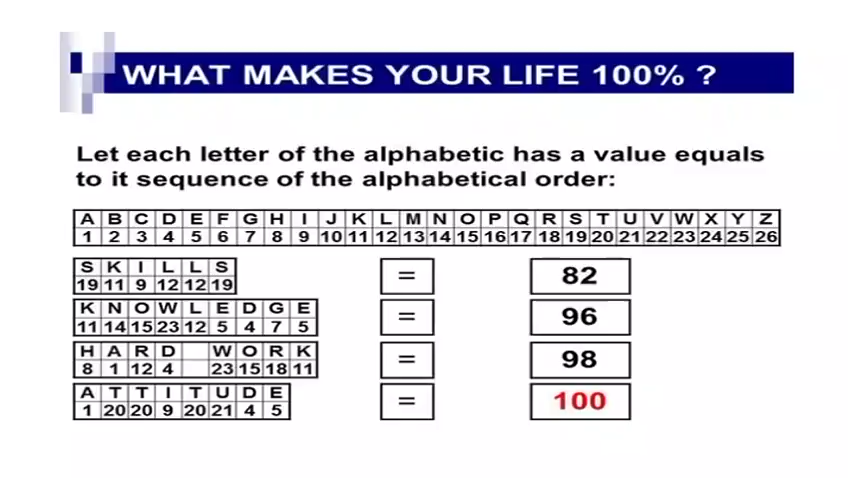 WHAT MAKES YOUR LIFE 100% ?
Let each letter of the alphabetic has a value equals
to it sequence of the alphabetical order:
A B C D E F G H I J K L M N O P Q R S T U V W X Y Z
1 2 3 4 5 6 7 8 9 10 11 12 13 14 15 16 17 18 19 20 21 22 23 24 25 26
S K I L L S
19 11 9 12 12 19
= 82
K N O W L E D G E
11 14 15 23 12 5 4 7 5
= 96
H A R D W O R K
8 1 12 4 23 15 18 11
= 98
A T T I T U D E
1 20 20 9 20 21 4 5
= 100